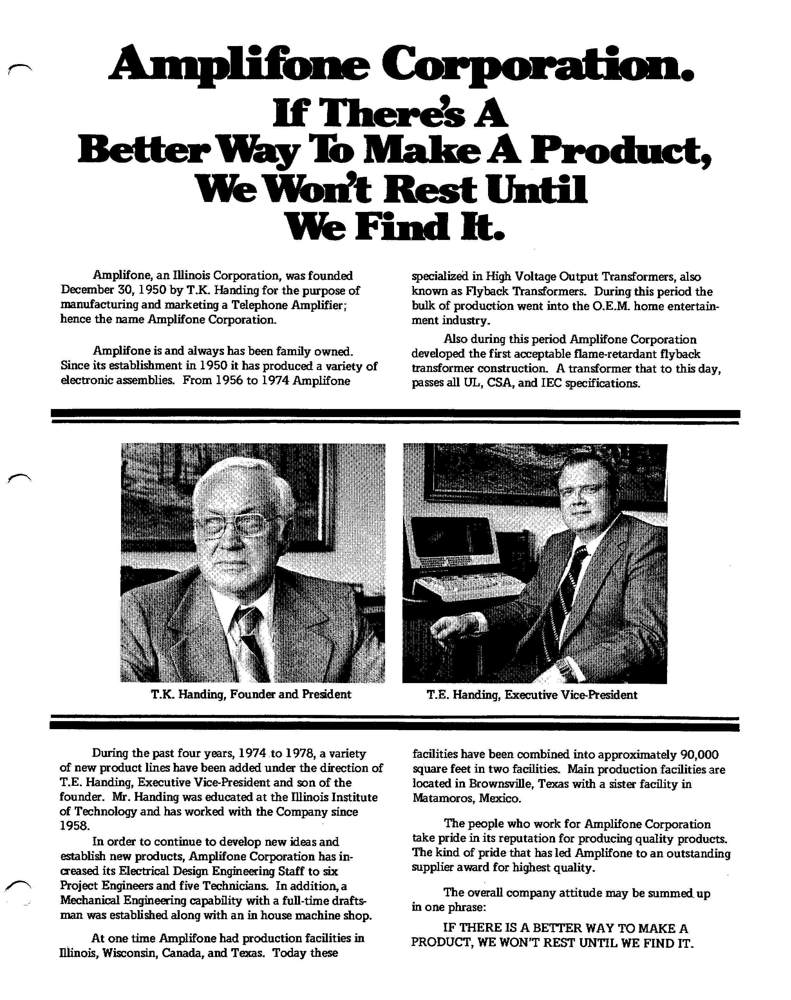 Amplifone Corporation.
If There's A
Better Way To Make A Product,
We Won't Rest Until
We Find It.
Amplifone, an Illinois Corporation, was founded
December 30, 1950 by T.K. Handing for the purpose of
manufacturing and marketing a Telephone Amplifier;
hence the name Amplifone Corporation.
Amplifone is and always has been family owned.
Since its establishment in 1950 it has produced a variety of
electronic assemblies. From 1956 to 1974 Amplifone
specialized in High Voltage Output Transformers, also
known as Flyback Transformers. During this period the
bulk of production went into the O.E.M. home entertain-
ment industry.
Also during this period Amplifone Corporation
developed the first acceptable flame-retardant flyback
transformer construction. A transformer that to this day,
passes all UL, CSA, and IEC specifications.
T.K. Handing, Founder and President
T.E. Handing, Executive Vice-President
During the past four years, 1974 to 1978, a variety
of new product lines have been added under the direction of
T.E. Handing, Executive Vice-President and son of the
founder. Mr. Handing was educated at the Illinois Institute
of Technology and has worked with the Company since
1958.
In order to continue to develop new ideas and
establish new products, Amplifone Corporation has in-
creased its Electrical Design Engineering Staff to six
Project Engineers and five Technicians. In addition, a
Mechanical Engineering capability with a full-time drafts-
man was established along with an in house machine shop.
At one time Amplifone had production facilities in
Illinois, Wisconsin, Canada, and Texas. Today these
facilities have been combined into approximately 90,000
square feet in two facilities. Main production facilities are
located in Brownsville, Texas with a sister facility in
Matamoros, Mexico.
The people who work for Amplifone Corporation
take pride in its reputation for producing quality products.
The kind of pride that has led Amplifone to an outstanding
supplier award for highest quality.
The overall company attitude may be summed up
in one phrase:
IF THERE IS A BETTER WAY TO MAKE A
PRODUCT, WE WON'T REST UNTIL WE FIND IT.